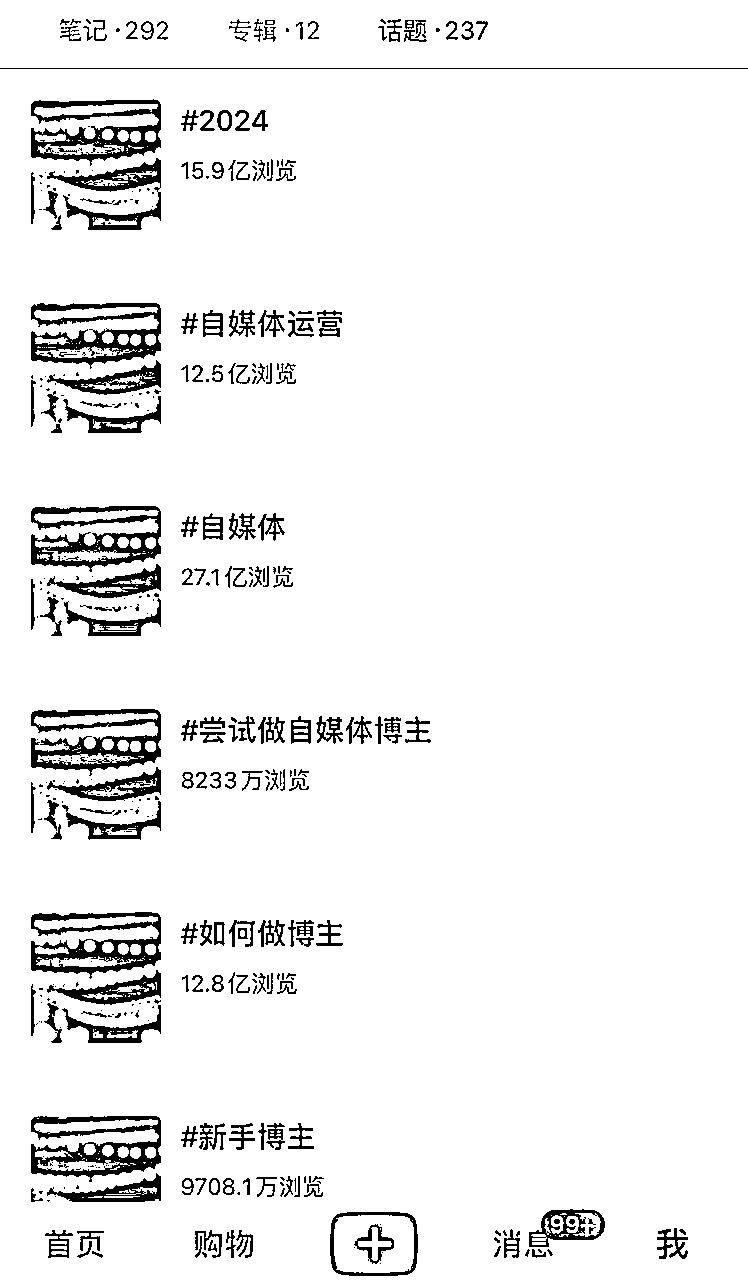 笔记·292 专辑·12 话题·237
#2024
15.9亿浏览
#自媒体运营
12.5亿浏览
#自媒体
27.1亿浏览
#尝试做自媒体博主
8233万浏览
#如何做博主
12.8亿浏览
#新手博主
9708.1万浏览
首页 购物 消息 99+ 我